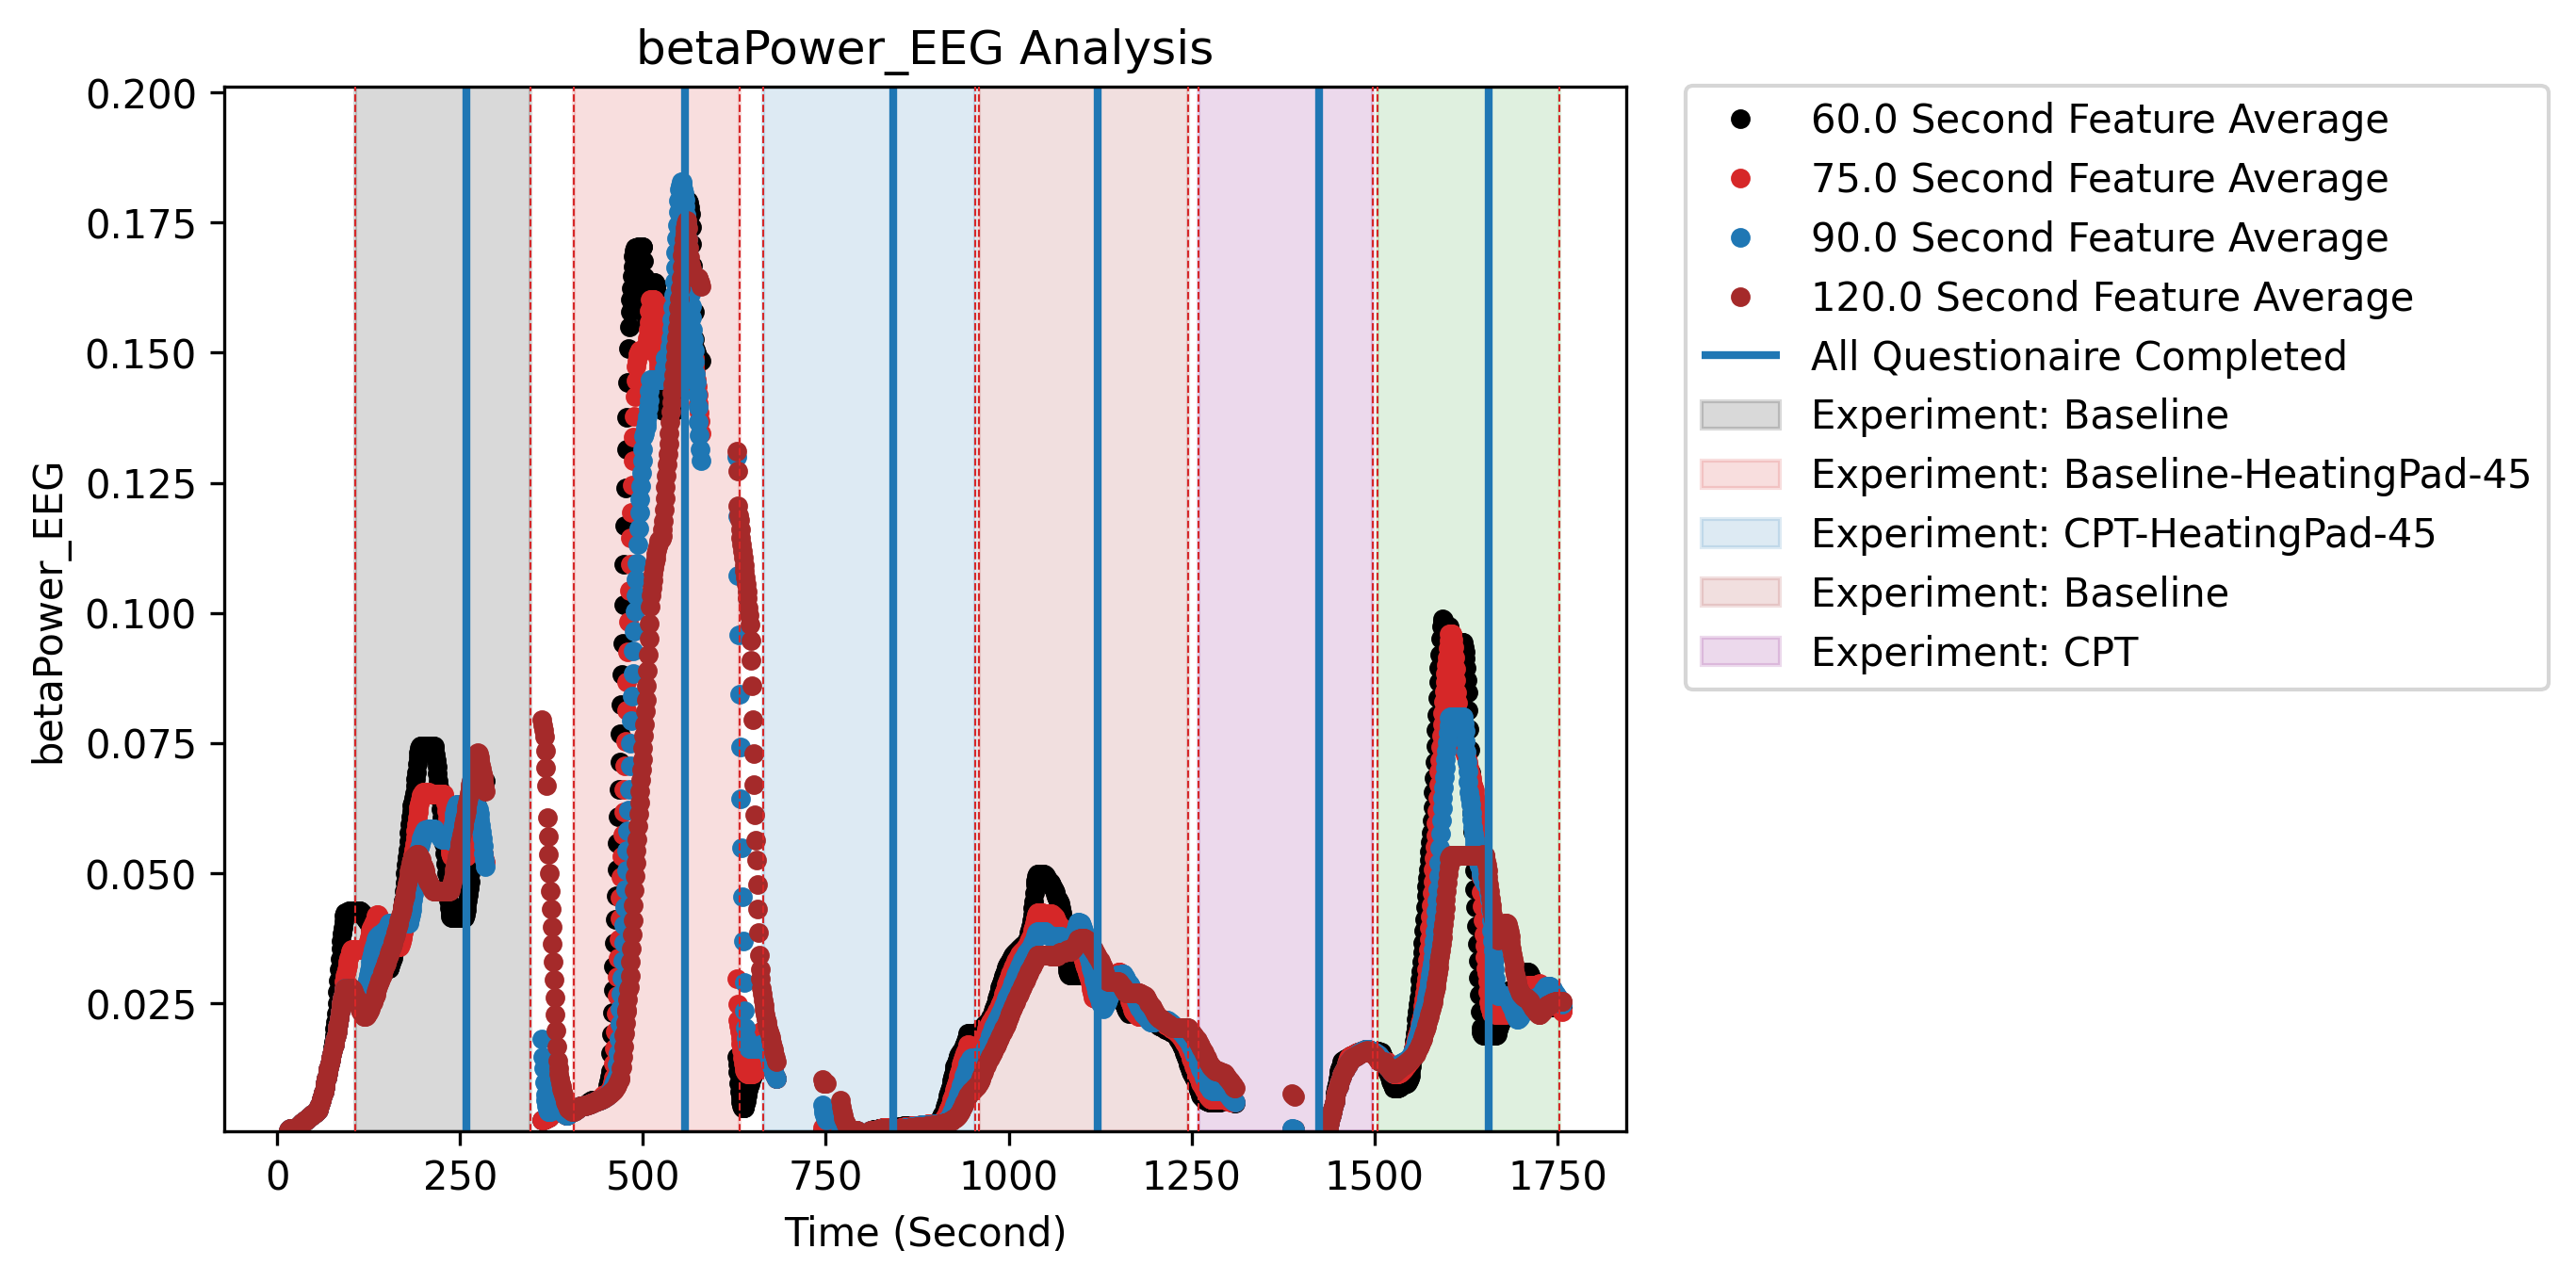 betaPower_EEG Analysis
0.200
0.175
0.150
0.125
0.100
0.075
0.050
0.025
betaPower_EEG
0 250 500 750 1000 1250 1500 1750
Time (Second)
60.0 Second Feature Average
75.0 Second Feature Average
90.0 Second Feature Average
120.0 Second Feature Average
All Questionaire Completed
Experiment: Baseline
Experiment: Baseline-HeatingPad-45
Experiment: CPT-HeatingPad-45
Experiment: Baseline
Experiment: CPT